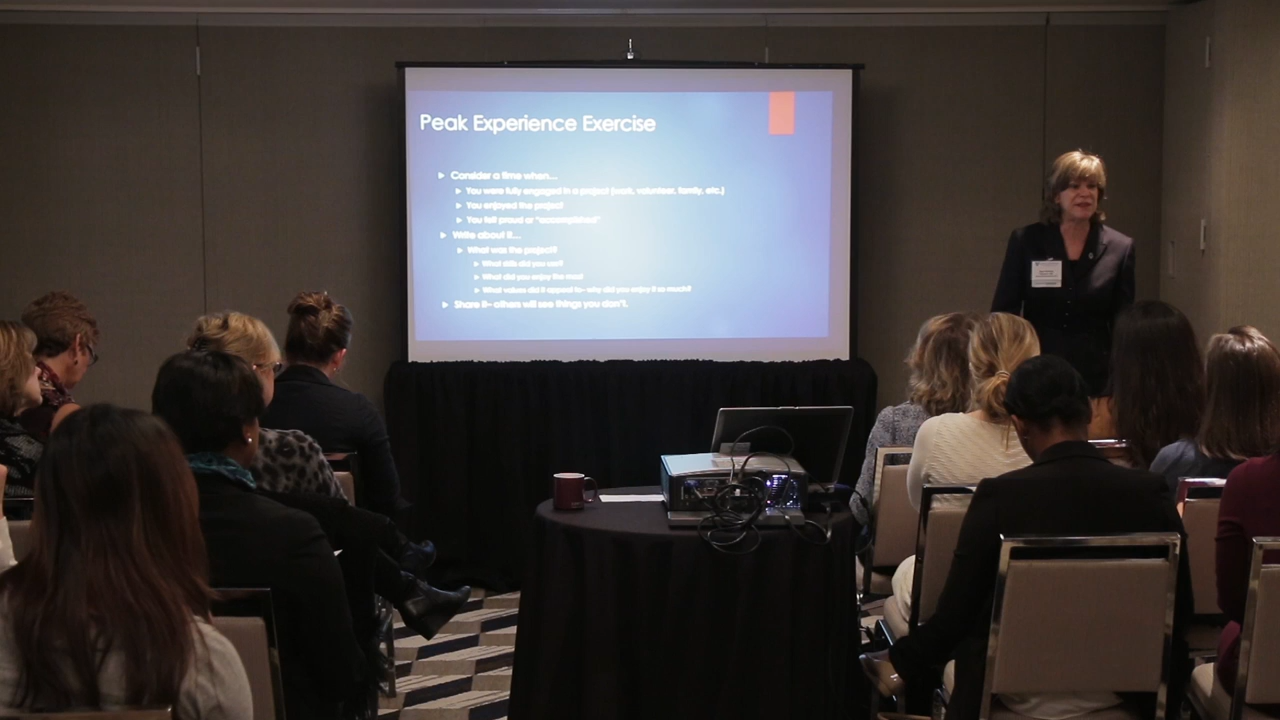 Peak Experience Exercise
Consider a time when...
You were fully engaged in a project (work, volunteer, family, etc.)
You enjoyed the project
You felt proud or "accomplished"
Write about it...
What was the project?
What skills did you use?
What did you enjoy the most
What values did it appeal to- why did you enjoy it so much?
Share it- others will see things you don't.